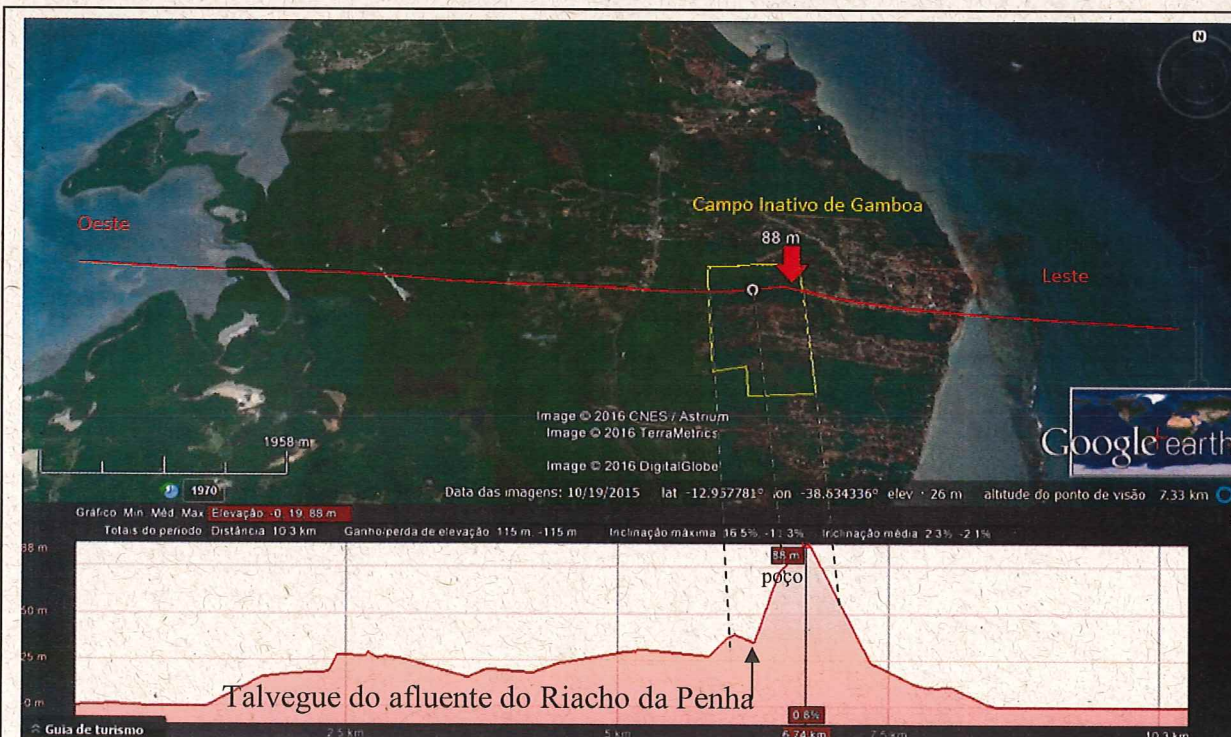 N
Campo Inativo de Gamboa
Oeste
88 m
Leste
Image © 2016 CNES / Astrium
Image © 2016 TerraMetrics
Image © 2016 DigitalGlobe
Google earth
1958 m
1970
Data das imagens: 10/19/2015 lat -12.957781° lon -38.634336° elev 26 m altitude do ponto de visão 7.33 km
Gráfico Min, Méd, Max Elevação -0, 19, 88 m
Totais do período Distância 10.3 km Ganho/perda de elevação 115 m, -115 m Inclinação máxima 16.5%, -11.3% Inclinação média 2.3% -2.1%
88 m
88 m
poço
50 m
25 m
Talvegue do afluente do Riacho da Penha
0 m
0.8%
Guia de turismo
2.5 km
5 km
6.74 km
7.5 km
10.3 km